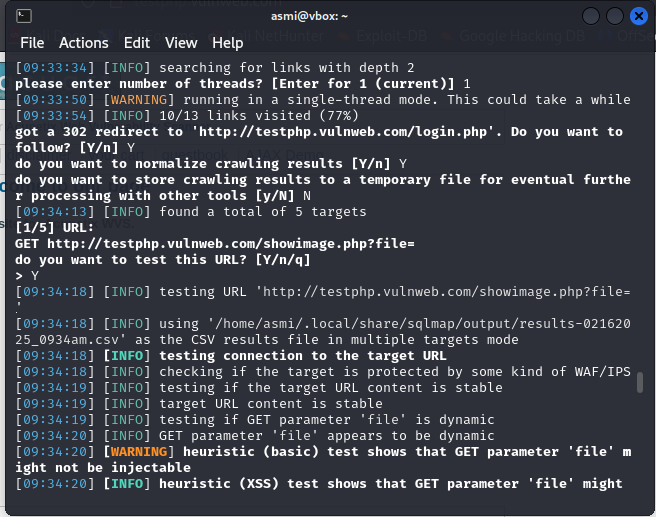 asmi@vbox: ~
File Actions Edit View Help
[09:33:34] [INFO] searching for links with depth 2
please enter number of threads? [Enter for 1 (current)] 1
[09:33:50] [WARNING] running in a single-thread mode. This could take a while
[09:33:54] [INFO] 10/13 links visited (77%)
got a 302 redirect to 'http://testphp.vulnweb.com/login.php'. Do you want to
follow? [Y/n] Y
do you want to normalize crawling results [Y/n] Y
do you want to store crawling results to a temporary file for eventual furthe
r processing with other tools [y/N] N
[09:34:13] [INFO] found a total of 5 targets
[1/5] URL:
GET http://testphp.vulnweb.com/showimage.php?file=
do you want to test this URL? [Y/n/q]
> Y
[09:34:18] [INFO] testing URL 'http://testphp.vulnweb.com/showimage.php?file=
'
[09:34:18] [INFO] using '/home/asmi/.local/share/sqlmap/output/results-021620
25_0934am.csv' as the CSV results file in multiple targets mode
[09:34:18] [INFO] testing connection to the target URL
[09:34:18] [INFO] checking if the target is protected by some kind of WAF/IPS
[09:34:19] [INFO] testing if the target URL content is stable
[09:34:19] [INFO] target URL content is stable
[09:34:19] [INFO] testing if GET parameter 'file' is dynamic
[09:34:20] [INFO] GET parameter 'file' appears to be dynamic
[09:34:20] [WARNING] heuristic (basic) test shows that GET parameter 'file' m
ight not be injectable
[09:34:20] [INFO] heuristic (XSS) test shows that GET parameter 'file' might